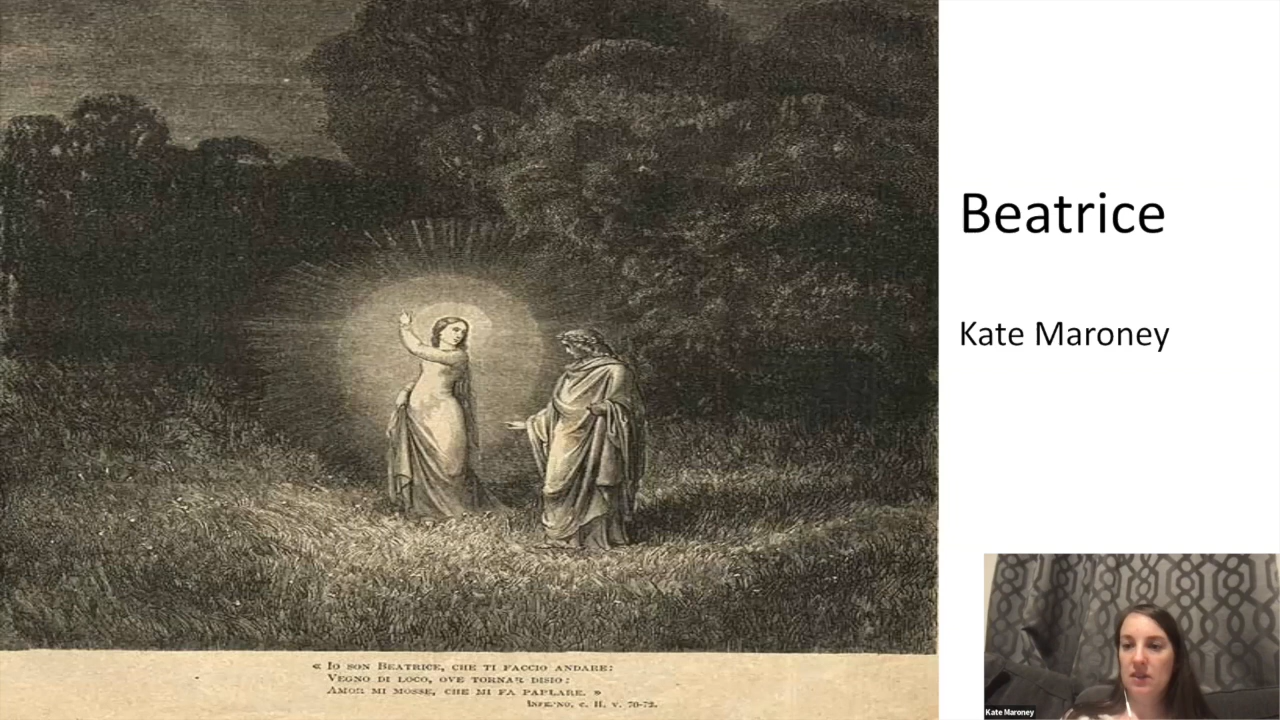 Beatrice
Kate Maroney
« Io son Beatrice, che ti faccio andare:
Vegno di loco, ove tornar disio:
Amor mi mosse, che mi fa parlare. »
Inferno, c. II, v. 70-72.
Kate Maroney